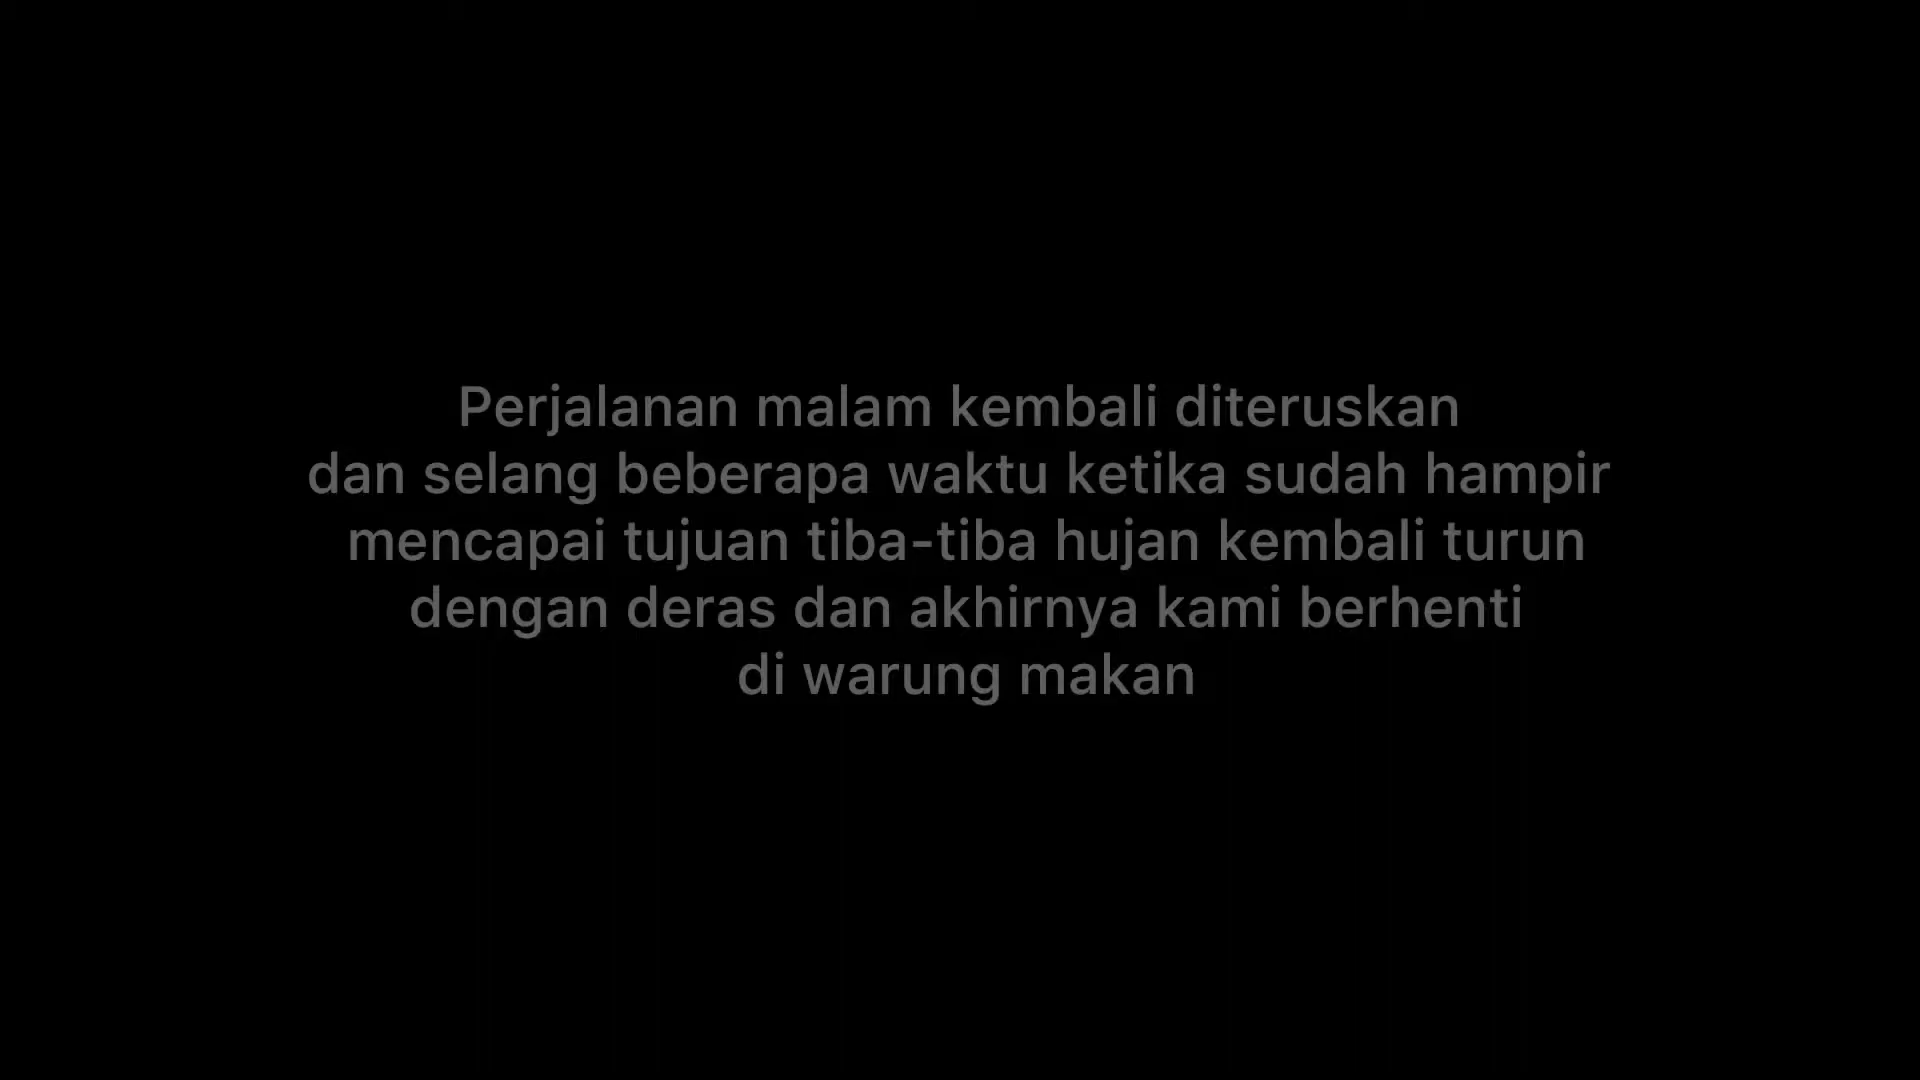 Perjalanan malam kembali diteruskan
dan selang beberapa waktu ketika sudah hampir
mencapai tujuan tiba-tiba hujan kembali turun
dengan deras dan akhirnya kami berhenti
di warung makan